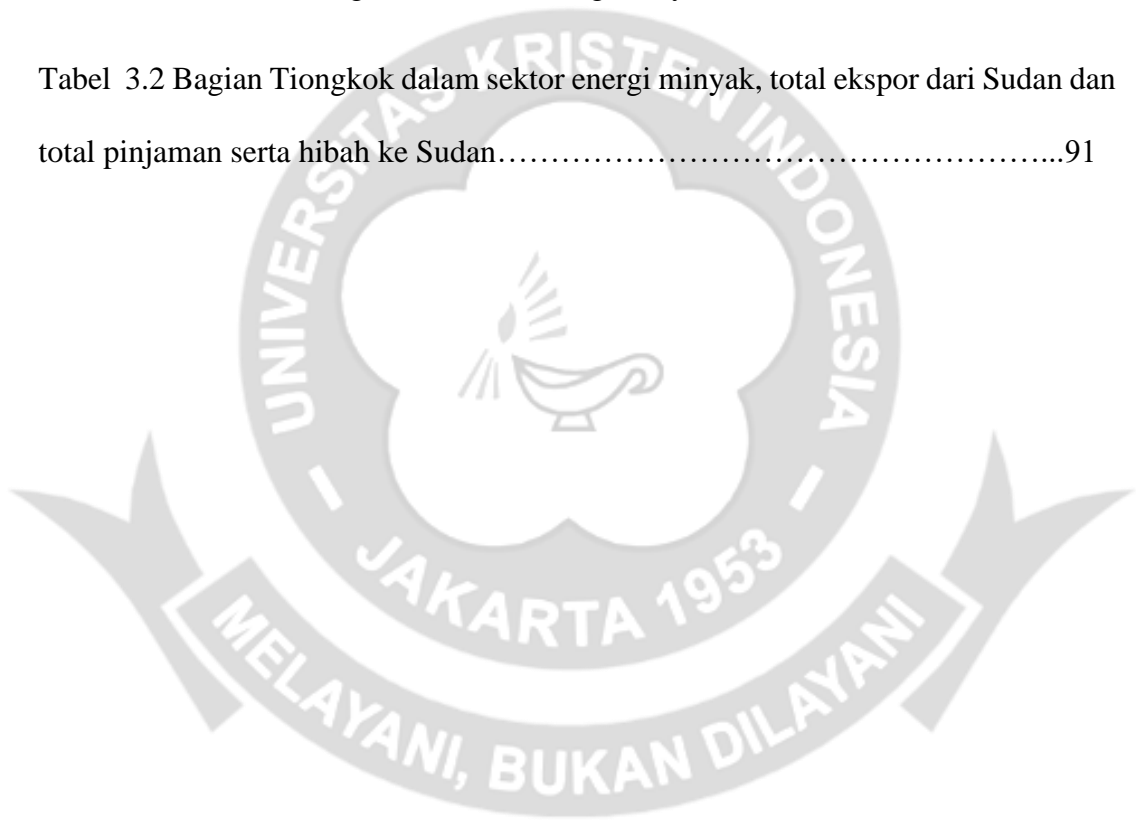 Tabel 3.2 Bagian Tiongkok dalam sektor energi minyak, total ekspor dari Sudan dan
total pinjaman serta hibah ke Sudan…………………………………………………...91
UNIVERSITAS KRISTEN INDONESIA
JAKARTA 1953
MELAYANI, BUKAN DILAYANI